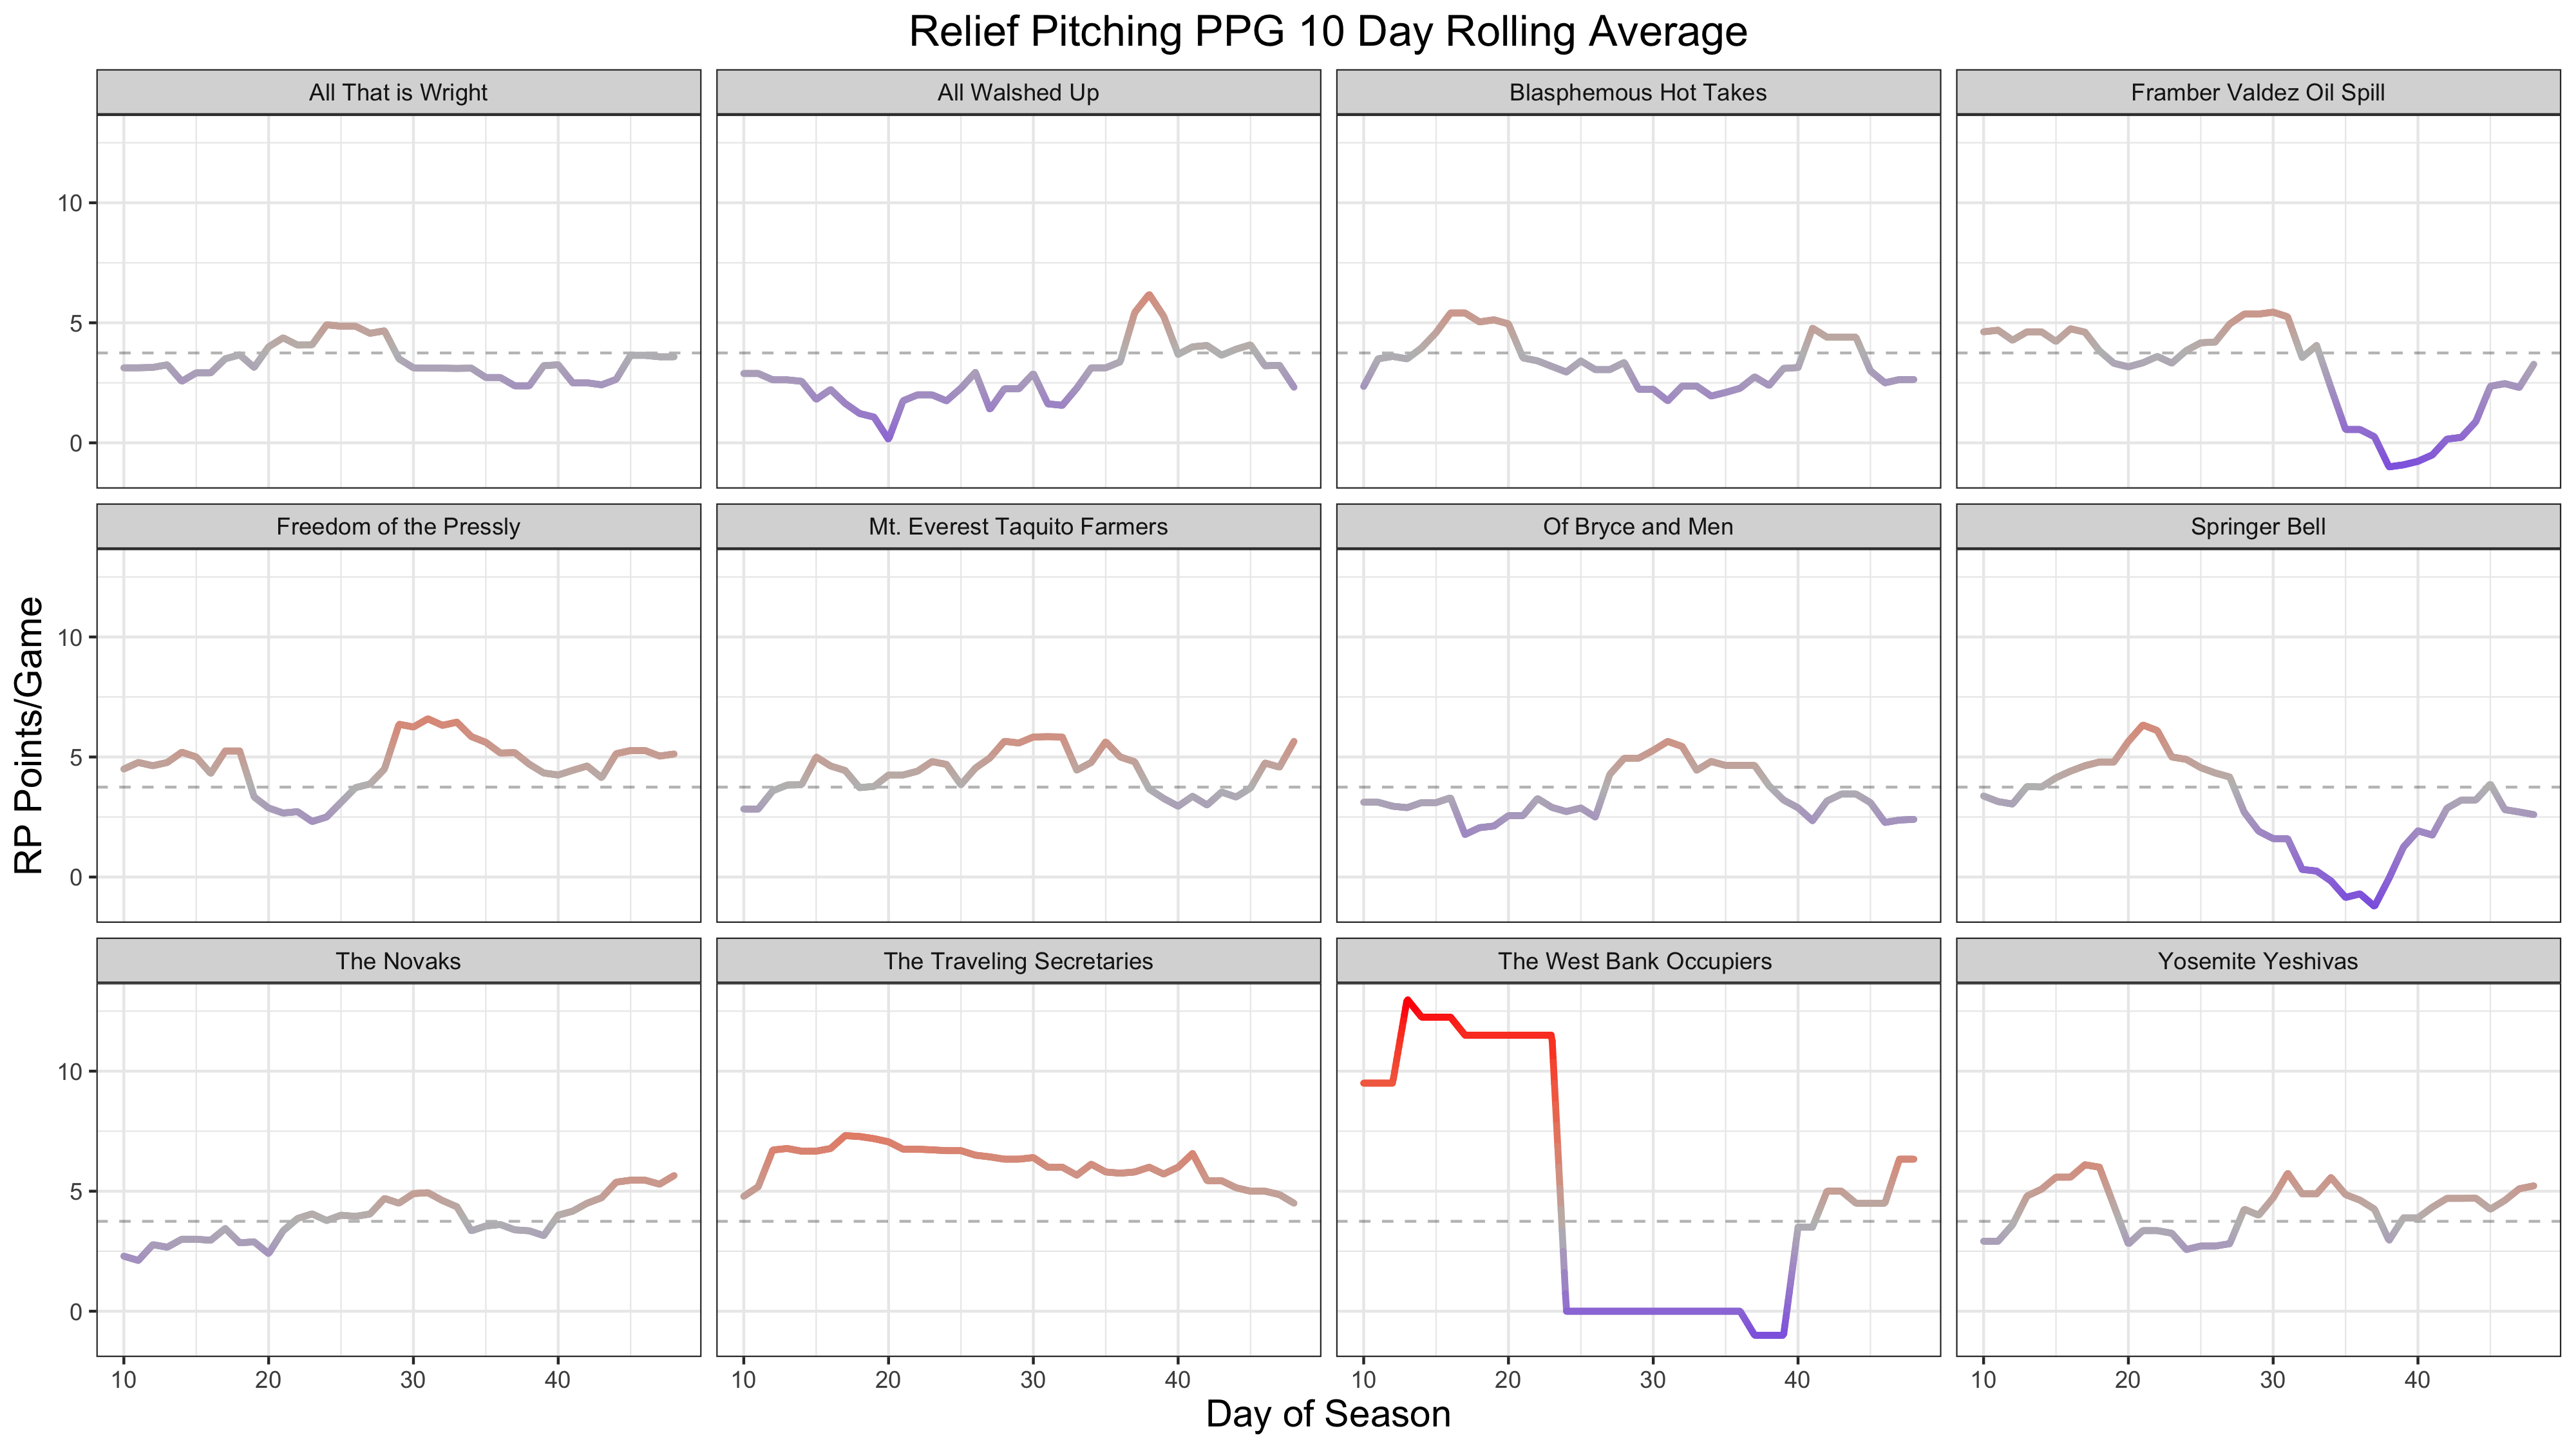 Relief Pitching PPG 10 Day Rolling Average
All That is Wright
All Walshed Up
Blasphemous Hot Takes
Framber Valdez Oil Spill
10
5
0
Freedom of the Pressly
Mt. Everest Taquito Farmers
Of Bryce and Men
Springer Bell
10
5
0
RP Points/Game
The Novaks
The Traveling Secretaries
The West Bank Occupiers
Yosemite Yeshivas
10
5
0
10 20 30 40
10 20 30 40
10 20 30 40
10 20 30 40
Day of Season